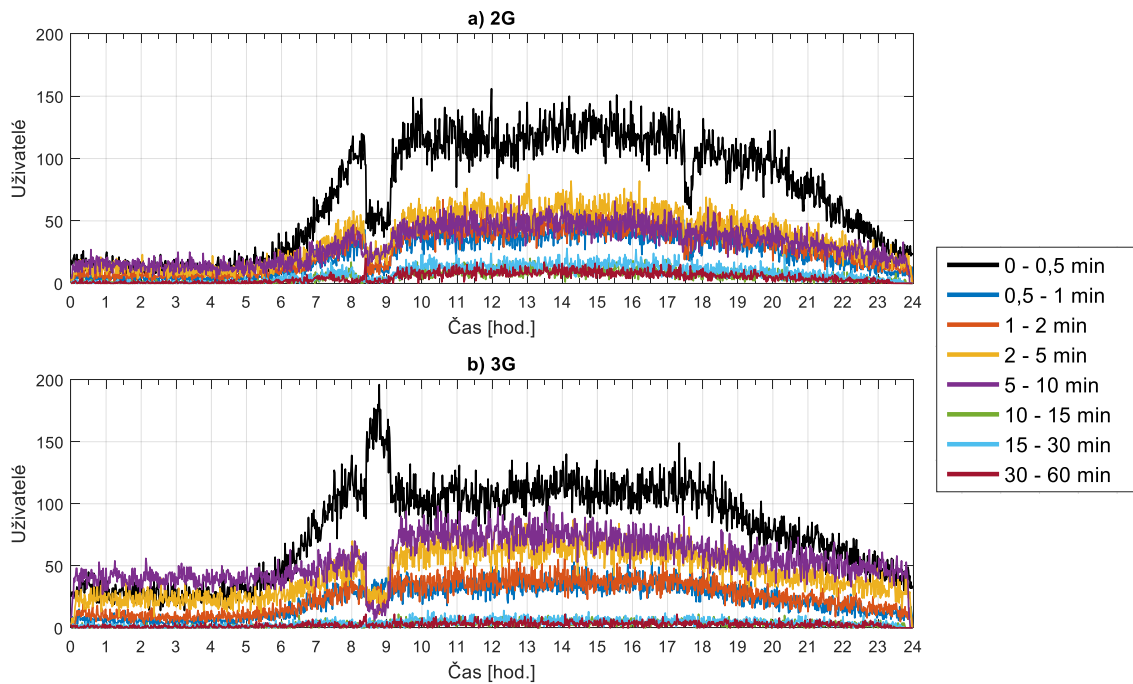 a) 2G
200
150
100
50
0
Uživatelé
0 1 2 3 4 5 6 7 8 9 10 11 12 13 14 15 16 17 18 19 20 21 22 23 24
Čas [hod.]
b) 3G
200
150
100
50
0
Uživatelé
0 1 2 3 4 5 6 7 8 9 10 11 12 13 14 15 16 17 18 19 20 21 22 23 24
Čas [hod.]
0 - 0,5 min
0,5 - 1 min
1 - 2 min
2 - 5 min
5 - 10 min
10 - 15 min
15 - 30 min
30 - 60 min